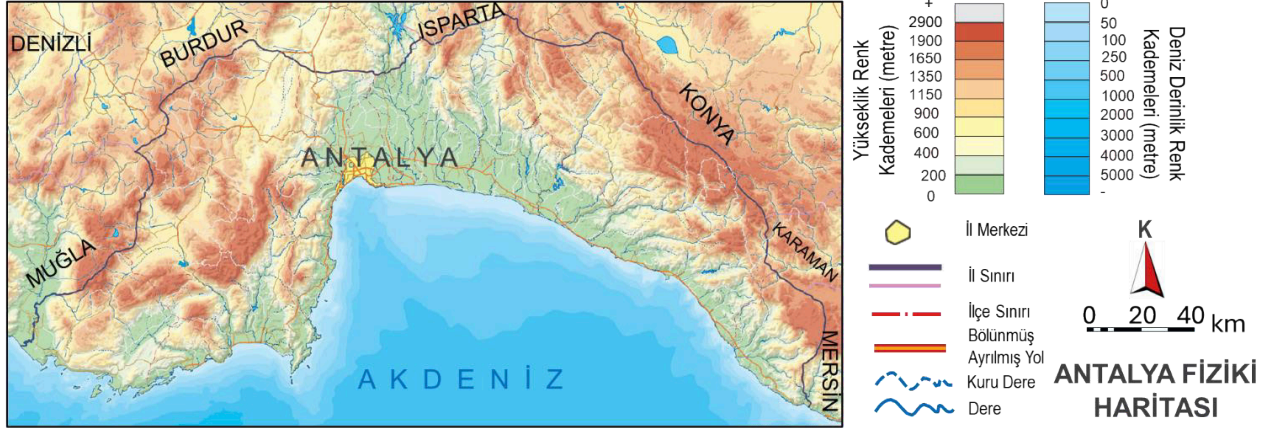 DENİZLİ
BURDUR
ISPARTA
KONYA
ANTALYA
MUĞLA
KARAMAN
MERSİN
AKDENİZ
Yükseklik Renk
Kademeleri (metre)
+
2900
1900
1650
1350
1150
900
600
400
200
0
0
50
100
250
500
1000
2000
3000
4000
5000
-
Deniz Derinlik Renk
Kademeleri (metre)
İl Merkezi
İl Sınırı
İlçe Sınırı
Bölünmüş
Ayrılmış Yol
Kuru Dere
Dere
K
0 20 40 km
ANTALYA FİZİKİ
HARİTASI